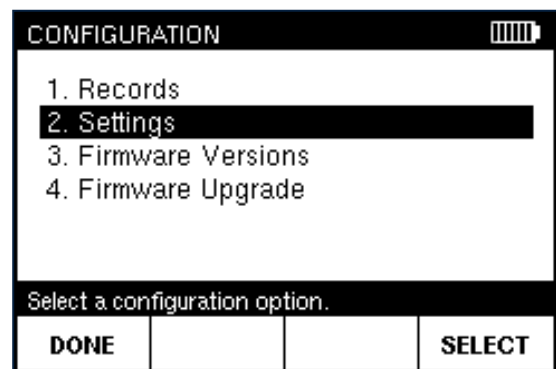 CONFIGURATION
1. Records
2. Settings
3. Firmware Versions
4. Firmware Upgrade
Select a configuration option.
DONE SELECT